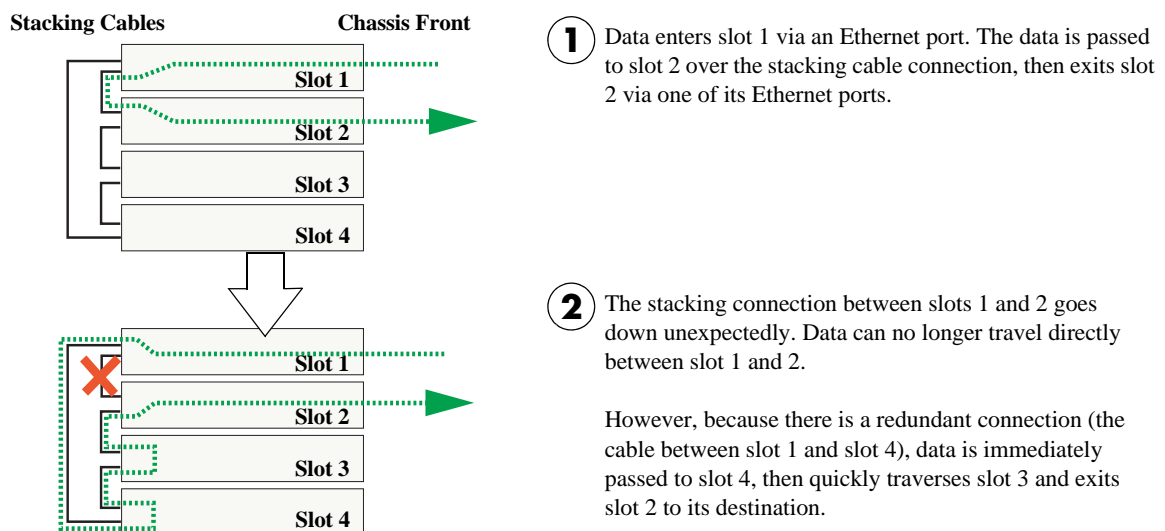 Stacking Cables
Chassis Front
Slot 1
Slot 2
Slot 3
Slot 4
1
Data enters slot 1 via an Ethernet port. The data is passed
to slot 2 over the stacking cable connection, then exits slot
2 via one of its Ethernet ports.
Slot 1
Slot 2
Slot 3
Slot 4
2
The stacking connection between slots 1 and 2 goes
down unexpectedly. Data can no longer travel directly
between slot 1 and 2.
However, because there is a redundant connection (the
cable between slot 1 and slot 4), data is immediately
passed to slot 4, then quickly traverses slot 3 and exits
slot 2 to its destination.